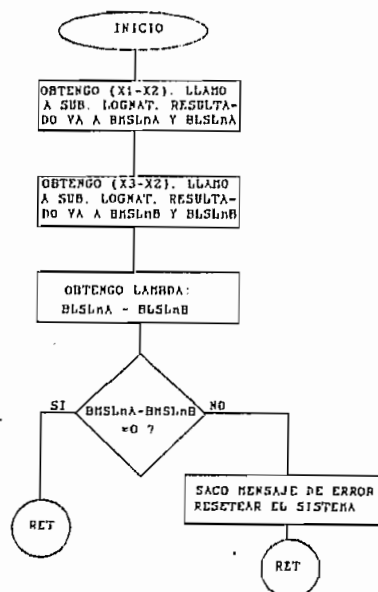 INICIO
OBTENGO (X1-X2). LLAMO
A SUB. LOGNAT. RESULTA-
DO VA A BMSLnA Y BLSLnA
OBTENGO (X3-X2). LLAMO
A SUB. LOGNAT. RESULTA-
DO VA A BMSLnB Y BLSLnB
OBTENGO LAMBDA:
BLSLnA - BLSLnB
SI
BMSLnA-BMSLnB
=0 ?
NO
RET
SACO MENSAJE DE ERROR
RESETEAR EL SISTEMA
RET